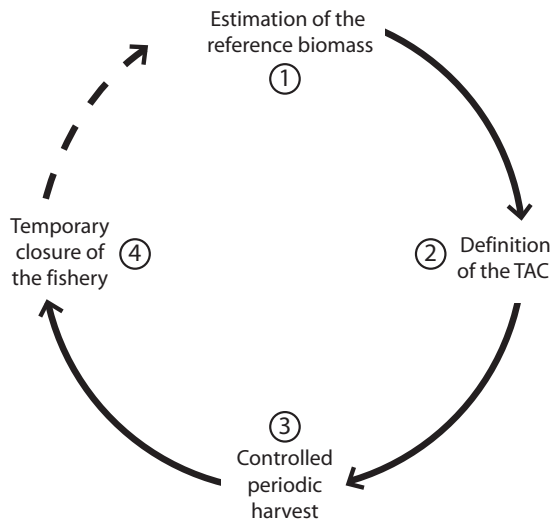 Estimation of the
reference biomass
1
2
Definition
of the TAC
3
Controlled
periodic
harvest
Temporary
closure of
the fishery
4